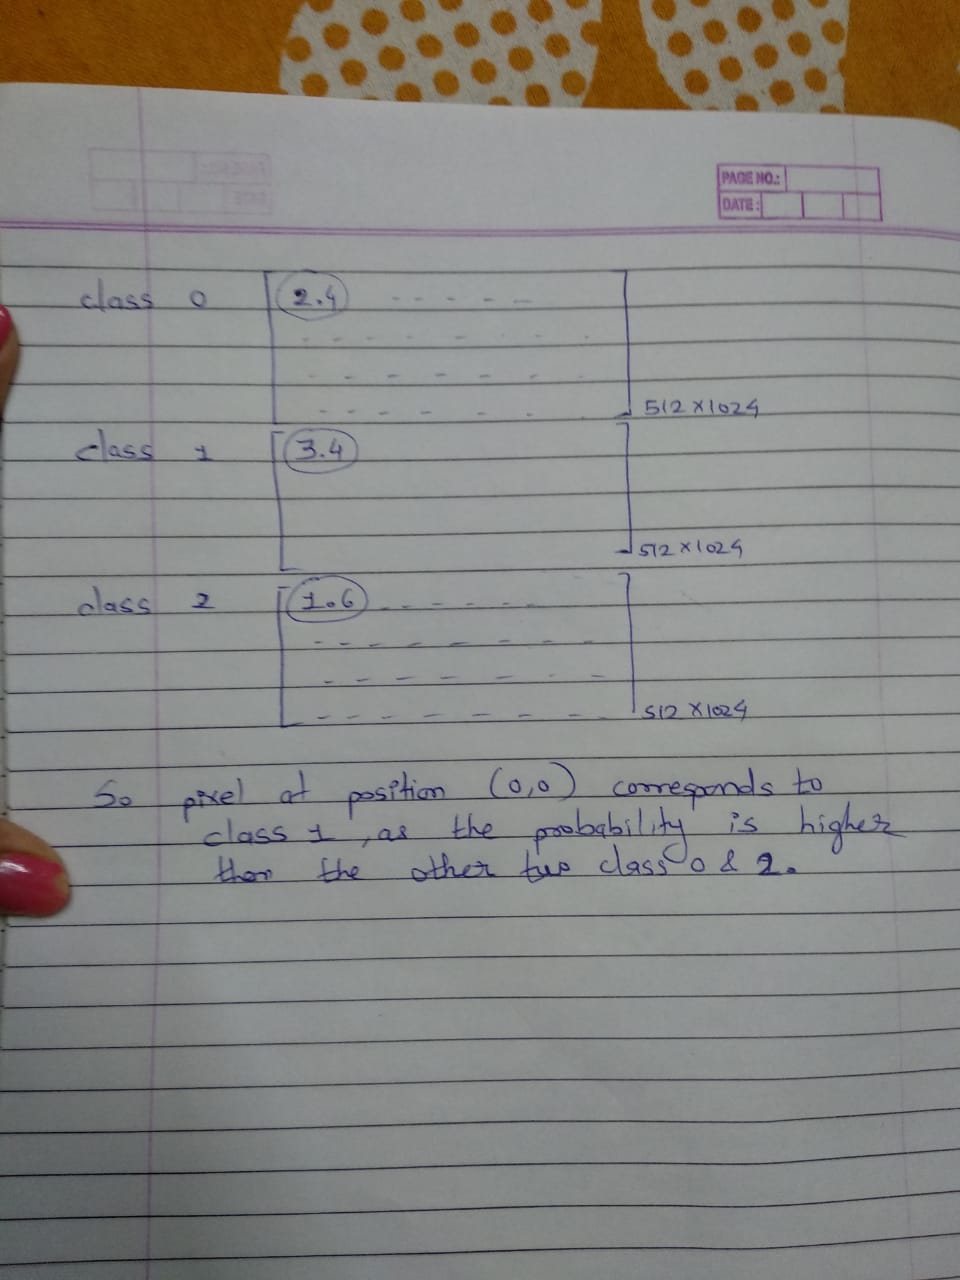 PAGE NO.:
DATE:
class 0 [ 2.4 - - - - -
- - - - - - -
- - - - - - -
- - - - - - ] 512 x 1024
class 1 [ 3.4
] 512 x 1024
class 2 [ 1.6 - - - -
- - - - - - -
- - - - - - -
- - - - - - ] 512 x 1024
So pixel at position (0,0) corresponds to
class 1, as the probability is higher
than the other two class 0 & 2.